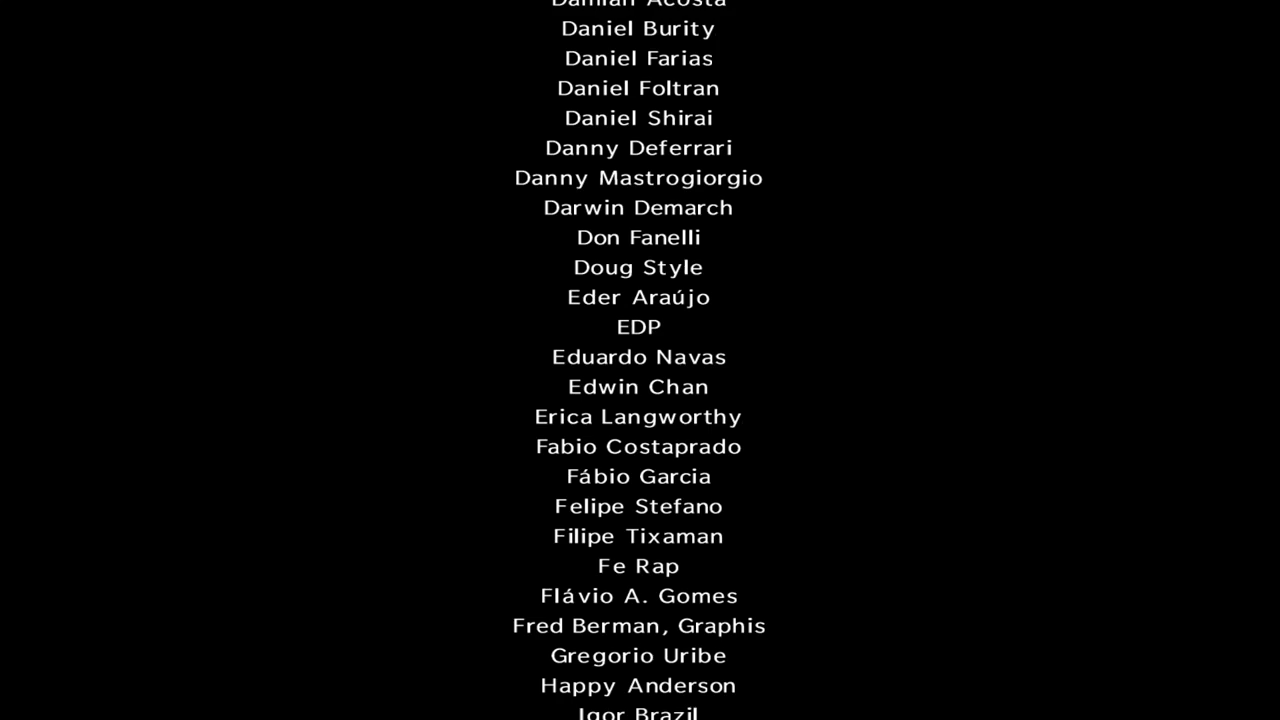 Damian Acosta
Daniel Burity
Daniel Farias
Daniel Foltran
Daniel Shirai
Danny Deferrari
Danny Mastrogiorgio
Darwin Demarch
Don Fanelli
Doug Style
Eder Araújo
EDP
Eduardo Navas
Edwin Chan
Erica Langworthy
Fabio Costaprado
Fábio Garcia
Felipe Stefano
Filipe Tixaman
Fe Rap
Flávio A. Gomes
Fred Berman, Graphis
Gregorio Uribe
Happy Anderson
Igor Brazil